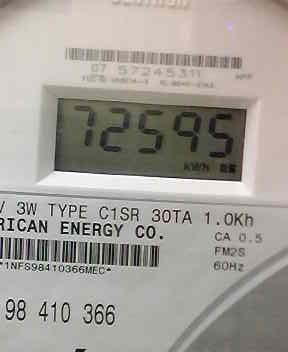 07 57245311
72595
KWH
V 3W TYPE C1SR 30TA 1.0Kh
RICAN ENERGY CO.
CA 0.5
FM2S
*1NFS98410366MEC*
60Hz
98 410 366